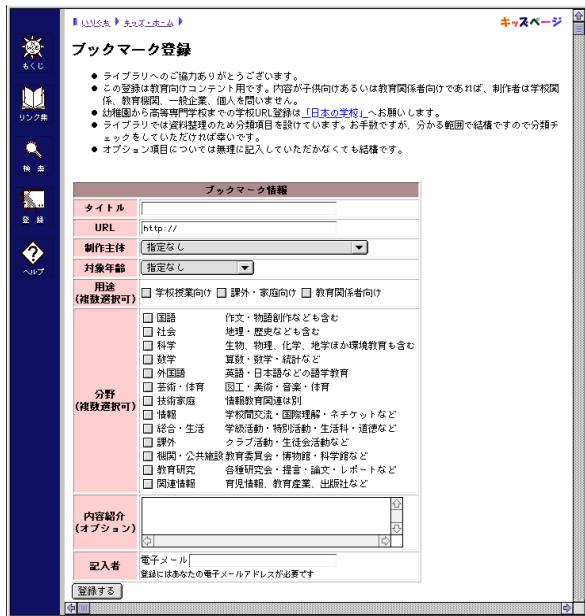 いりぐち キッズ・ホーム
キッズページ
もくじ
リンク集
検 索
登 録
ヘルプ
ブックマーク登録
ライブラリへのご協力ありがとうございます。
この登録は教育向けコンテント用です。内容が子供向けあるいは教育関係者向けであれば、制作者は学校関
係、教育機関、一般企業、個人を問いません。
幼稚園から高等専門学校までの学校URL登録は「日本の学校」へお願いします。
ライブラリでは資料整理のため分類項目を設けています。お手数ですが、分かる範囲で結構ですので分類チ
ェックをしていただければ幸いです。
オプション項目については無理に記入していただかなくても結構です。
ブックマーク情報
タイトル
URL http://
制作主体 指定なし
対象年齢 指定なし
用途
(複数選択可) 学校授業向け 課外・家庭向け 教育関係者向け
分野
(複数選択可)
国語 作文・物語創作なども含む
社会 地理・歴史なども含む
科学 生物、物理、化学、地学ほか環境教育も含む
数学 算数・数学・統計など
外国語 英語・日本語などの語学教育
芸術・体育 図工・美術・音楽・体育
技術家庭 情報教育関連は別
情報 学校間交流・国際理解・ネチケットなど
総合・生活 学級活動・特別活動・生活科・道徳など
課外 クラブ活動・生徒会活動など
機関・公共施設 教育委員会・博物館・科学館など
教育研究 各種研究会・提言・論文・レポートなど
関連情報 育児情報、教育産業、出版社など
内容紹介
(オプション)
記入者 電子メール
登録にはあなたの電子メールアドレスが必要です
登録する